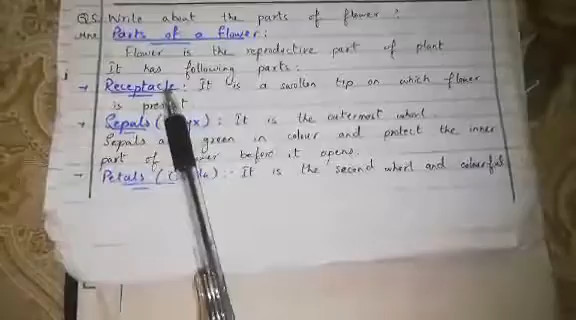 Q5. Write about the parts of flower?
Ans Parts of a flower:
Flower is the reproductive part of plant
It has following parts:
→ Receptacle: It is a swollen tip on which flower
is present
→ Sepals ( yx): It is the outermost whorl.
Sepals a green in colour and protect the inner
part of wer before it opens.
→ Petals (C lla):- It is the second whorl and colourful